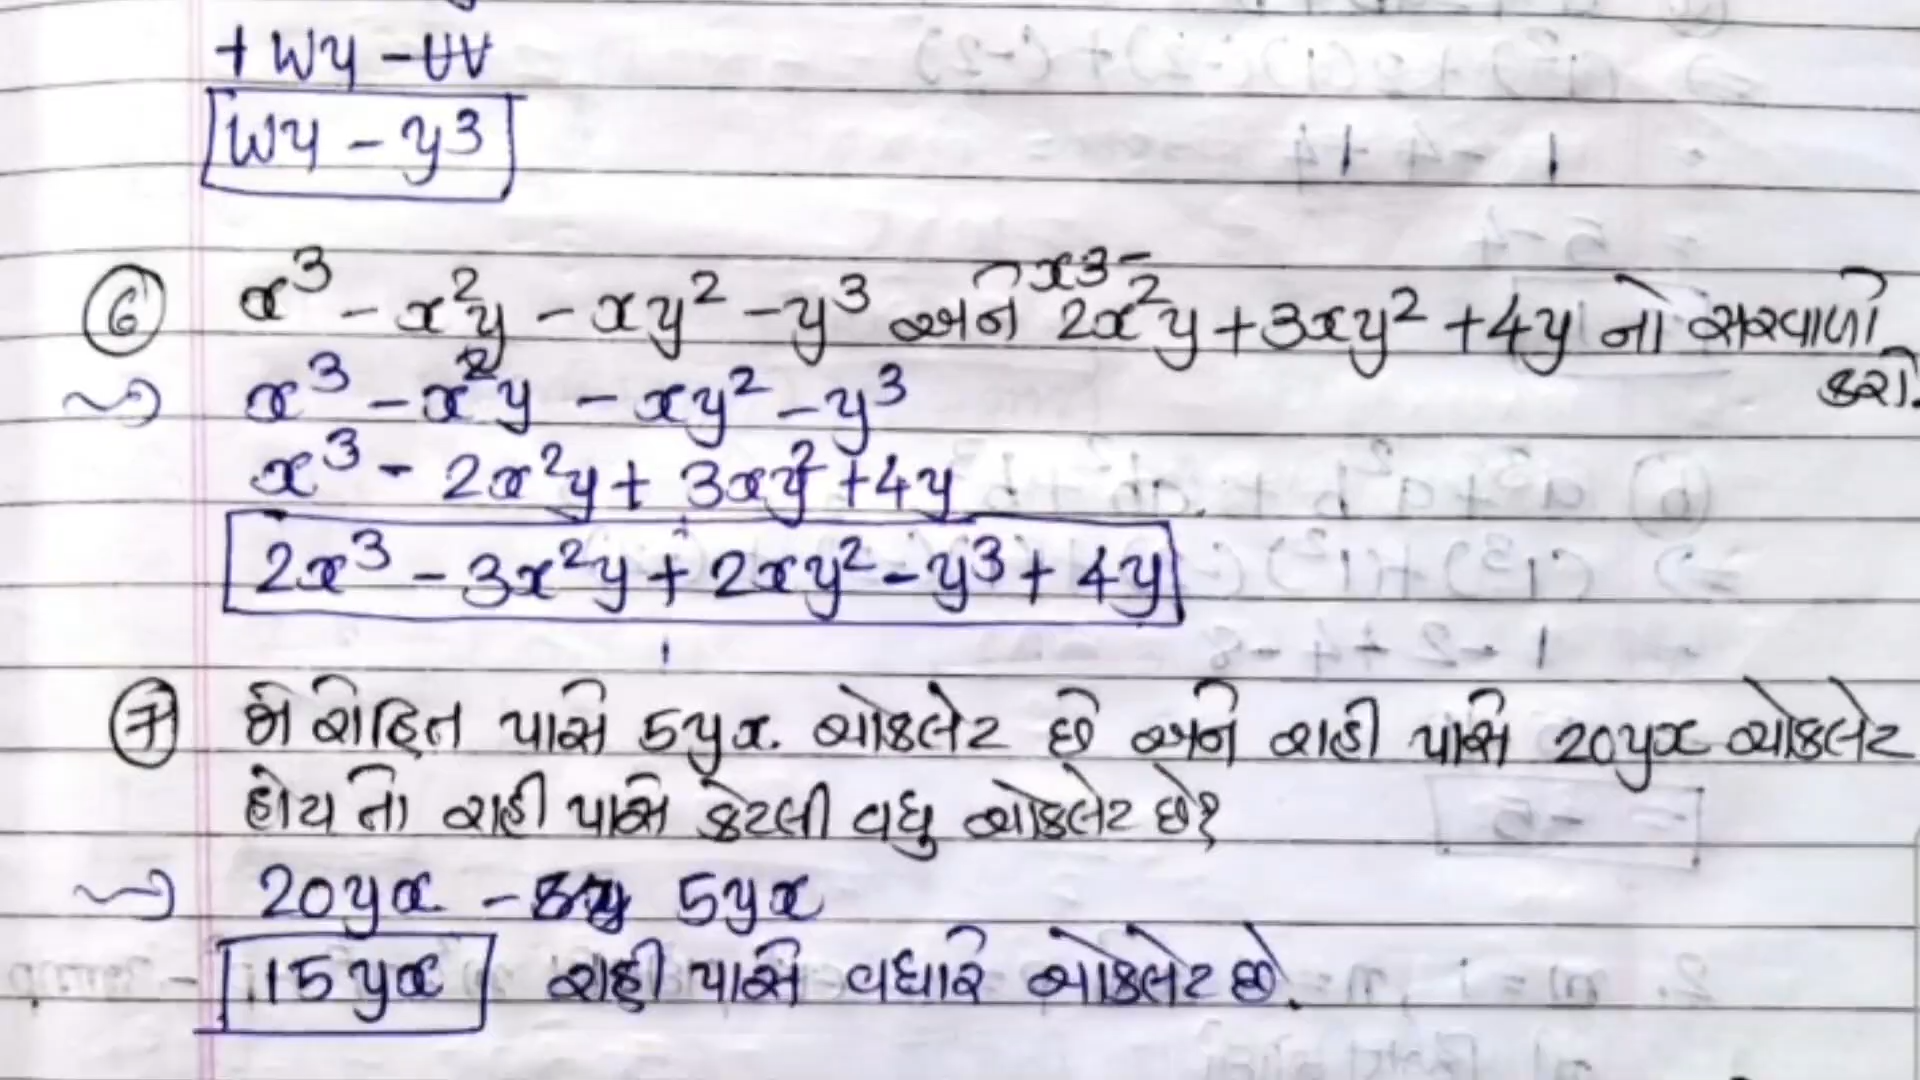 + wy - uv
wy - y3
⑥ x³ - x²y - xy² - y³ અને x3- 2x²y + 3xy² + 4y નો સરવાળો
કરો.
x³ - x²y - xy² - y³
x³ - 2x²y + 3xy² + 4y
2x³ - 3x²y + 2xy² - y³ + 4y
⑦ જો રોહિત પાસે 5yx ચોકલેટ છે અને રાહી પાસે 20yx ચોકલેટ
હોય તો રાહી પાસે કેટલી વધુ ચોકલેટ છે?
20yx - 5yx
15yx રાહી પાસે વધારે ચોકલેટ છે.